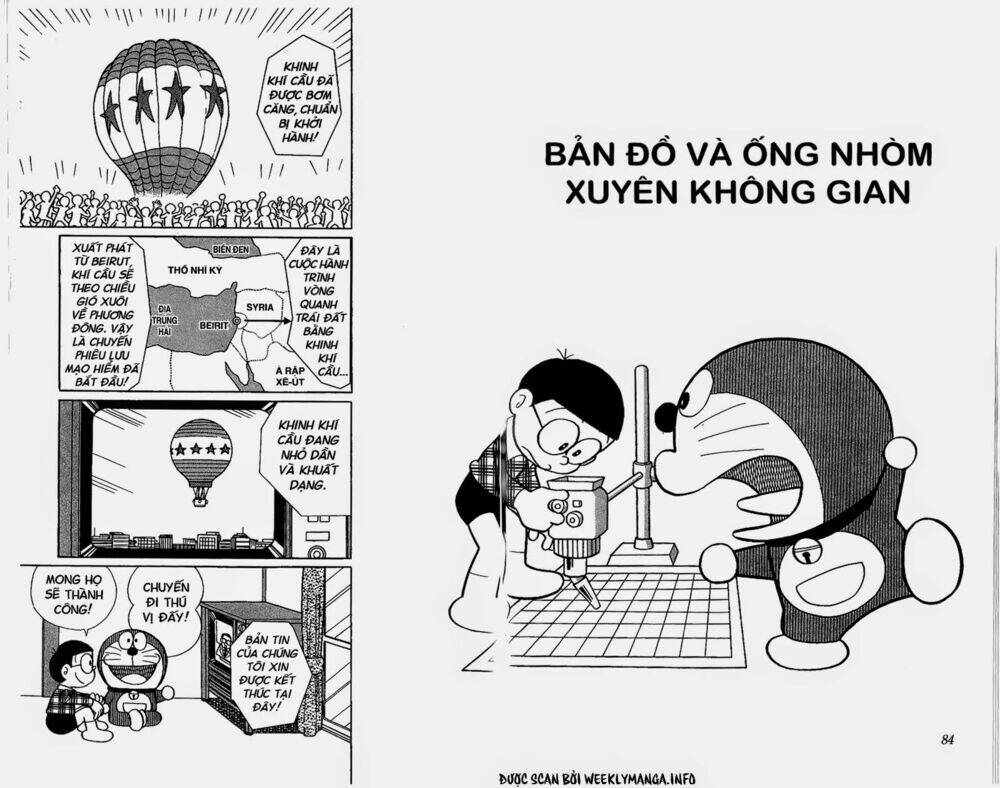 KHINH
KHÍ CẦU ĐÃ
ĐƯỢC BƠM
CĂNG, CHUẨN
BỊ KHỞI
HÀNH!
XUẤT PHÁT
TỪ BEIRUT,
KHÍ CẦU SẼ
THEO CHIỀU
GIÓ XUÔI
VỀ PHƯƠNG
ĐÔNG. VẬY
LÀ CHUYẾN
PHIÊU LƯU
MẠO HIỂM ĐÃ
BẮT ĐẦU!
BIỂN ĐEN
THỔ NHĨ KỲ
ĐỊA
TRUNG
HẢI
SYRIA
BEIRIT
À RẬP
XÊ-ÚT
ĐÂY LÀ
CUỘC HÀNH
TRÌNH
VÒNG
QUANH
TRÁI ĐẤT
BẰNG
KHINH
KHÍ
CẦU...
KHINH KHÍ
CẦU ĐANG
NHỎ DẦN
VÀ KHUẤT
DẠNG.
MONG HỌ
SẼ THÀNH
CÔNG!
CHUYẾN
ĐI THÚ
VỊ ĐẤY!
BẢN TIN
CỦA CHÚNG
TÔI XIN
ĐƯỢC KẾT
THÚC TẠI
ĐÂY!
BẢN ĐỒ VÀ ỐNG NHÒM
XUYÊN KHÔNG GIAN
84
ĐƯỢC SCAN BỞI WEEKLYMANGA.INFO